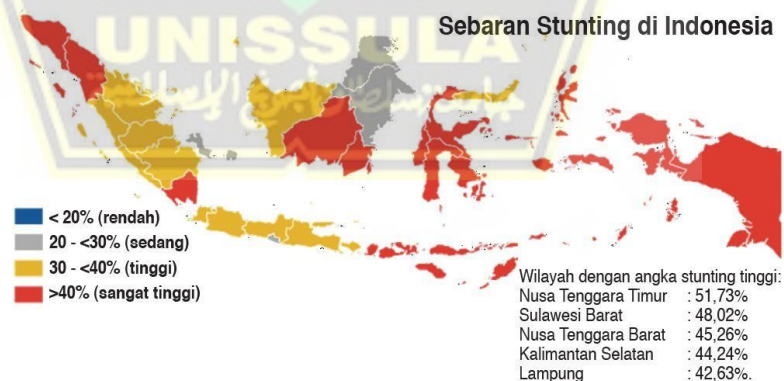 UNISSULA
Sebaran Stunting di Indonesia
< 20% (rendah)
20 - <30% (sedang)
30 - <40% (tinggi)
>40% (sangat tinggi)
Wilayah dengan angka stunting tinggi:
Nusa Tenggara Timur : 51,73%
Sulawesi Barat : 48,02%
Nusa Tenggara Barat : 45,26%
Kalimantan Selatan : 44,24%
Lampung : 42,63%.